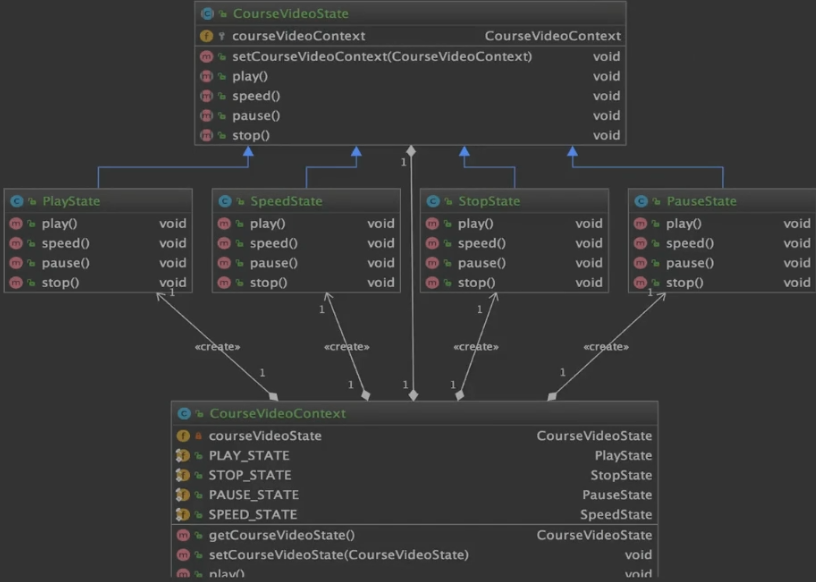 CourseVideoState
courseVideoContext CourseVideoContext
setCourseVideoContext(CourseVideoContext) void
play() void
speed() void
pause() void
stop() void
1
PlayState
play() void
speed() void
pause() void
stop() void
SpeedState
play() void
speed() void
pause() void
stop() void
StopState
play() void
speed() void
pause() void
stop() void
PauseState
play() void
speed() void
pause() void
stop() void
1 1 1 1
«create» «create» «create» «create»
1 1 1 1 1
CourseVideoContext
courseVideoState CourseVideoState
PLAY_STATE PlayState
STOP_STATE StopState
PAUSE_STATE PauseState
SPEED_STATE SpeedState
getCourseVideoState() CourseVideoState
setCourseVideoState(CourseVideoState) void
play() void